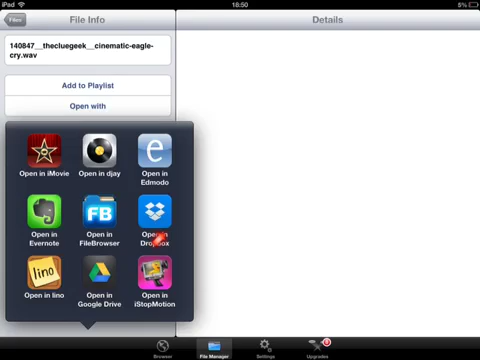 iPad
18:50
5%
Files
File Info
Details
140847__thecluegeek__cinematic-eagle-
cry.wav
Add to Playlist
Open with
Open in iMovie
Open in djay
Open in
Edmodo
Open in
Evernote
Open in
FileBrowser
Open in
Dropbox
Open in lino
Open in
Google Drive
Open in
iStopMotion
e
FB
lino
Browser
File Manager
Settings
Upgrades